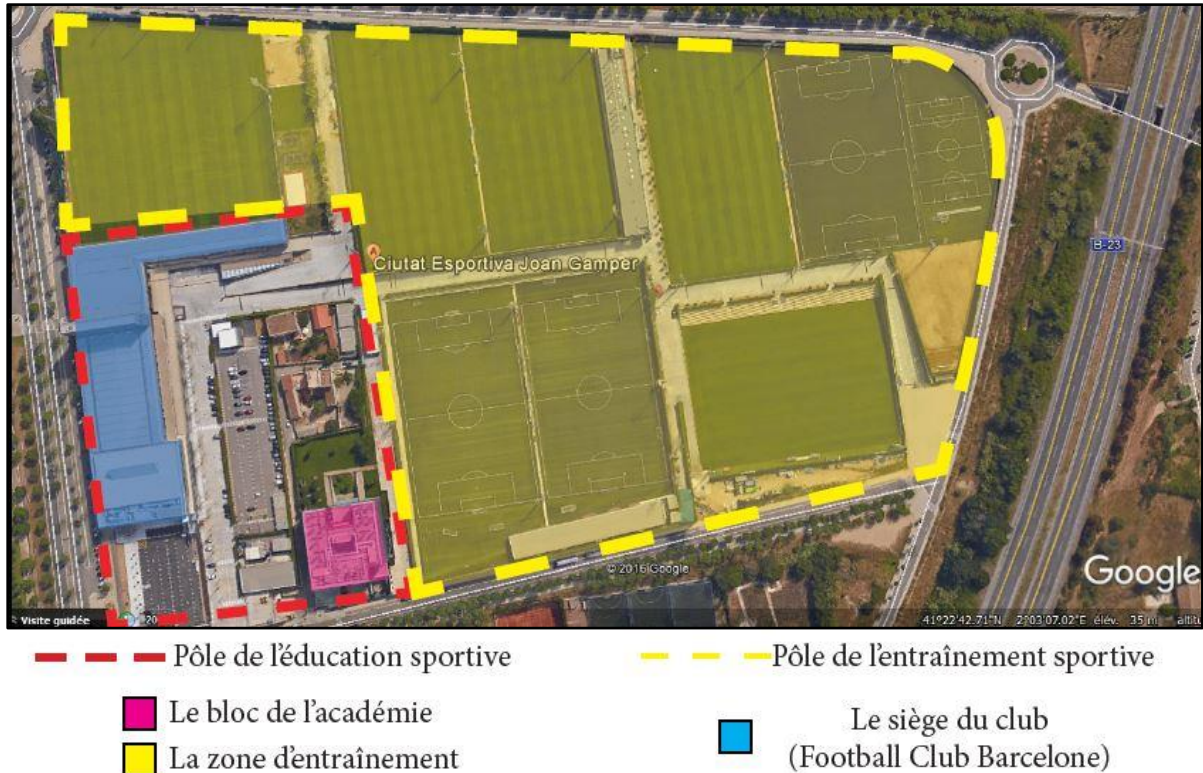 Ciutat Esportiva Joan Gamper
B-23
© 2016 Google
Google
Visite guidée
20
41°22'42.71"N 2°03'07.02"E élév. 35 m altitu
Pôle de l'éducation sportive
Pôle de l'entraînement sportive
Le bloc de l'académie
Le siège du club
(Football Club Barcelone)
La zone d'entraînement